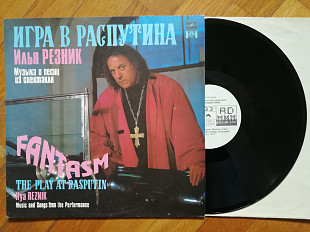 ИГРА В РАСПУТИНА
Илья РЕЗНИК
Музыка и песни
из спектакля
FANTASM
THE PLAY AT RASPUTIN
Ilya REZNIK
Music and Songs from the Performance
RD